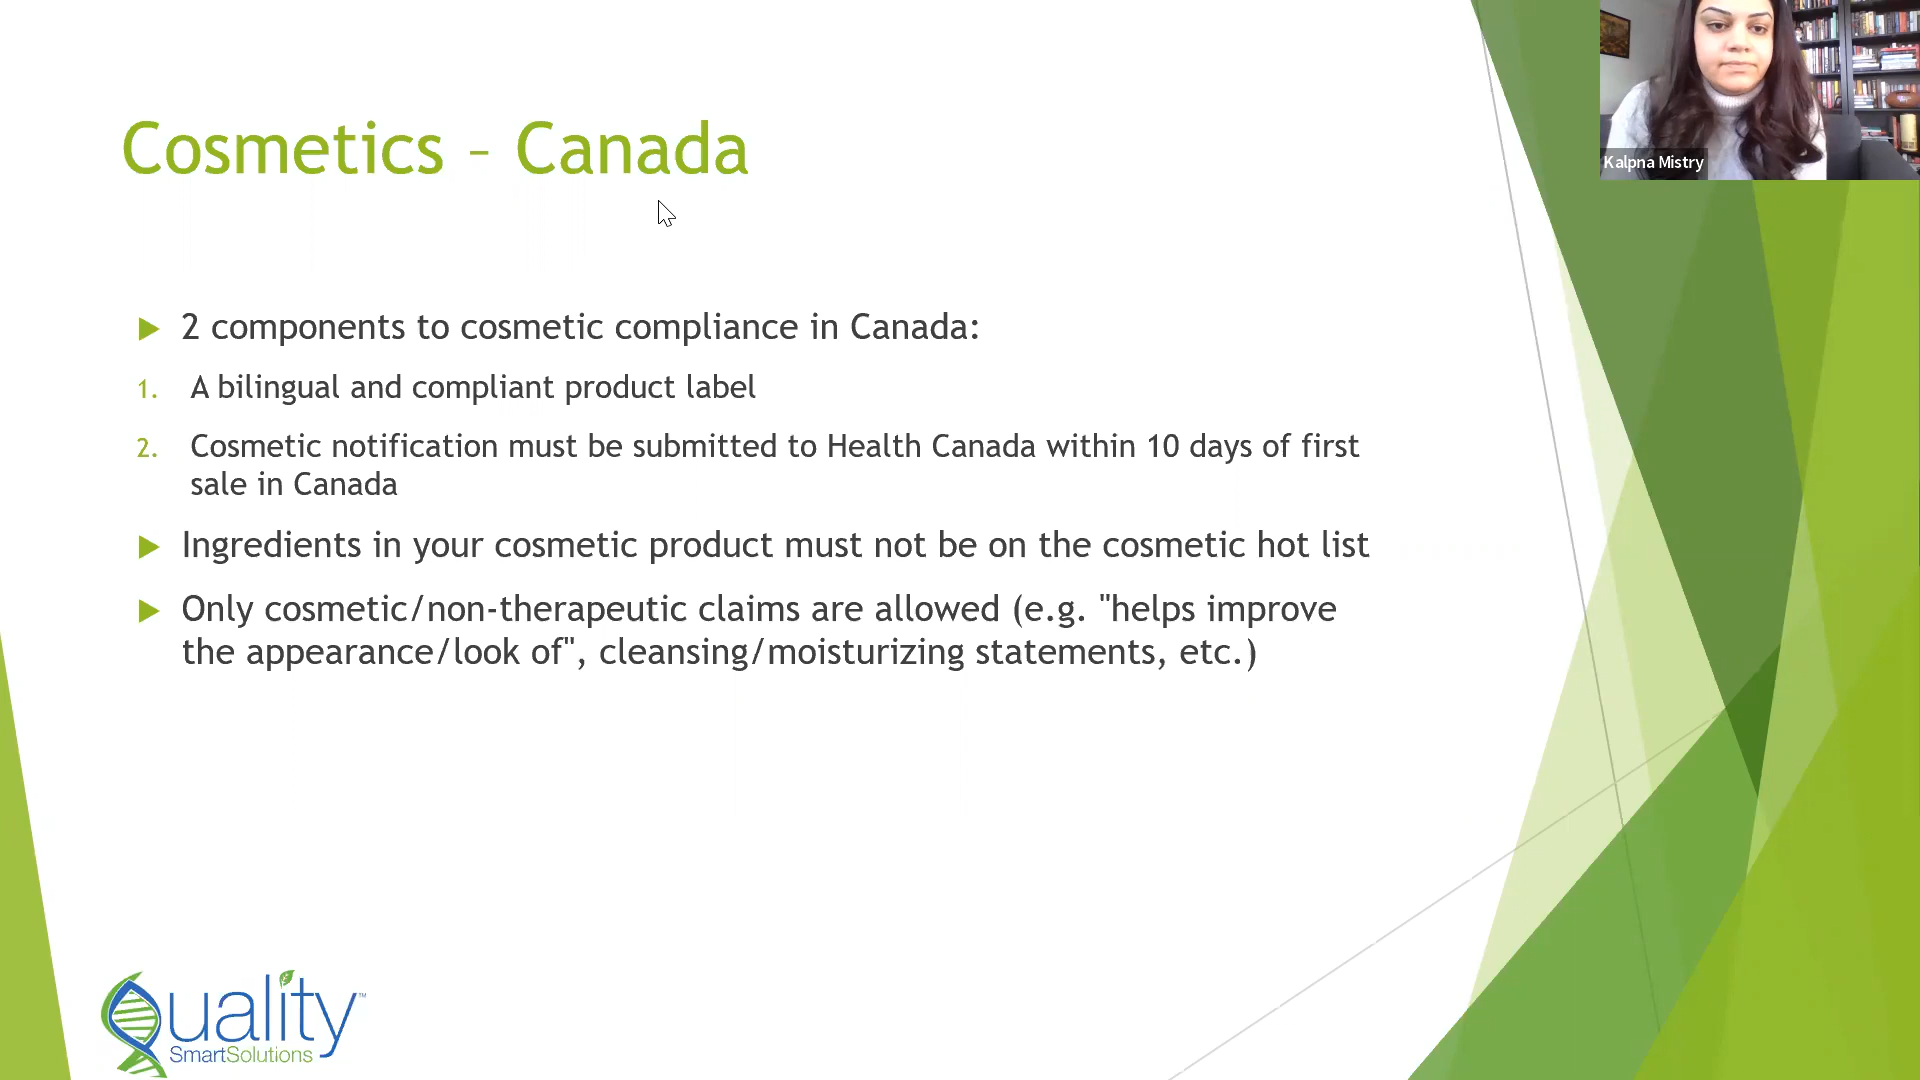 Cosmetics – Canada
Kalpna Mistry
2 components to cosmetic compliance in Canada:
1. A bilingual and compliant product label
2. Cosmetic notification must be submitted to Health Canada within 10 days of first
sale in Canada
Ingredients in your cosmetic product must not be on the cosmetic hot list
Only cosmetic/non-therapeutic claims are allowed (e.g. "helps improve
the appearance/look of", cleansing/moisturizing statements, etc.)
Quality™
SmartSolutions